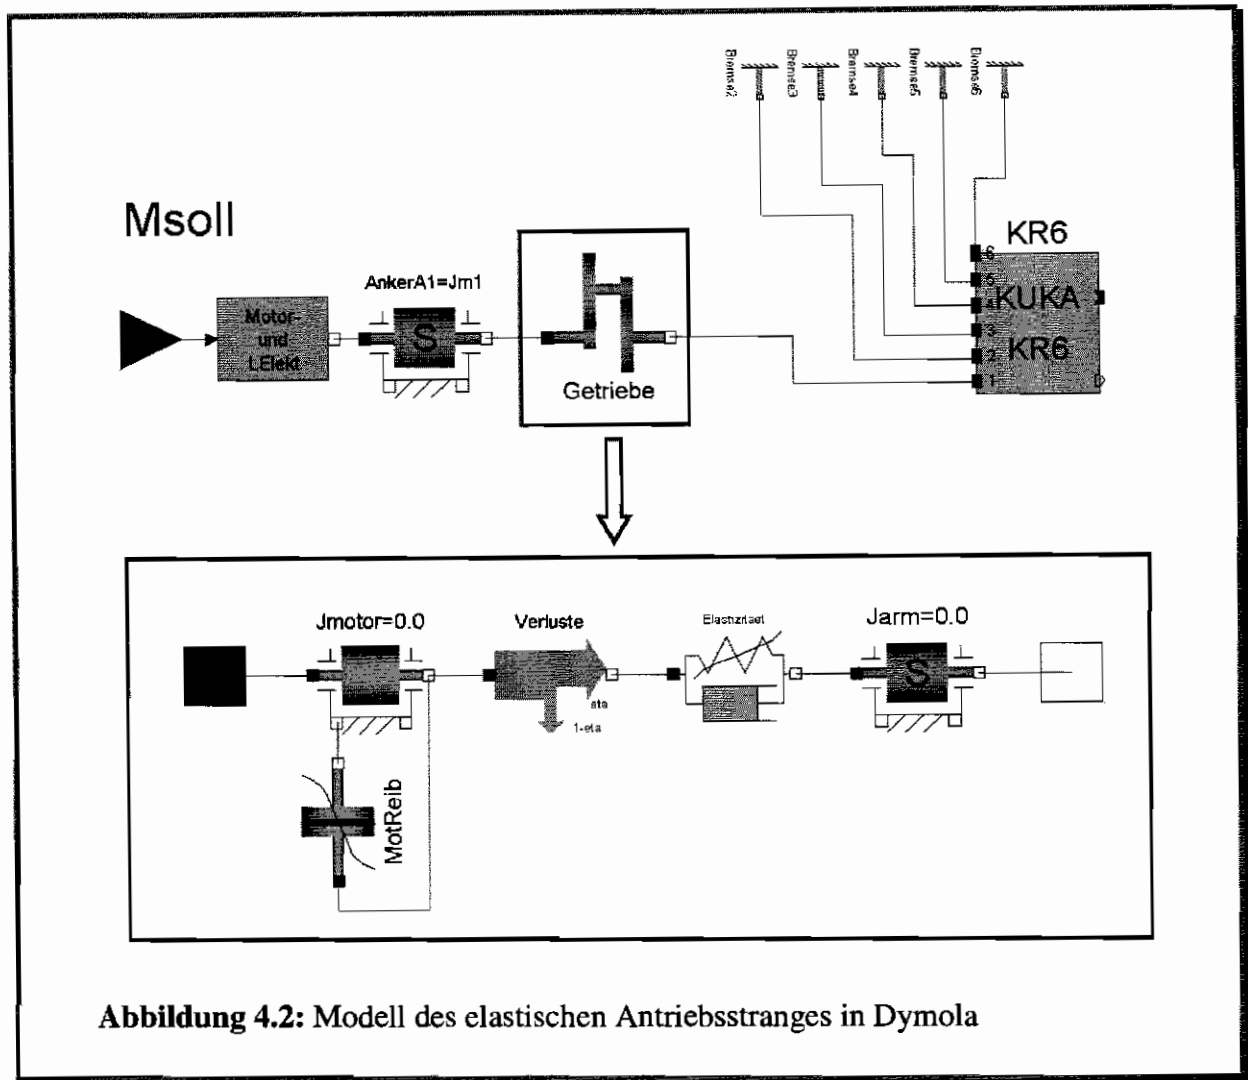 Bremse2
Bremse3
Bremse4
Bremse5
Bremse6
Msoll
KR6
AnkerA1=Jm1
Motor-
und
LElekt
S
Getriebe
6
5
4
3
2
1
KUKA
KR6
Jmotor=0.0
Verluste
Elastizitaet
Jarm=0.0
S
eta
1-eta
MotReib
Abbildung 4.2: Modell des elastischen Antriebsstranges in Dymola